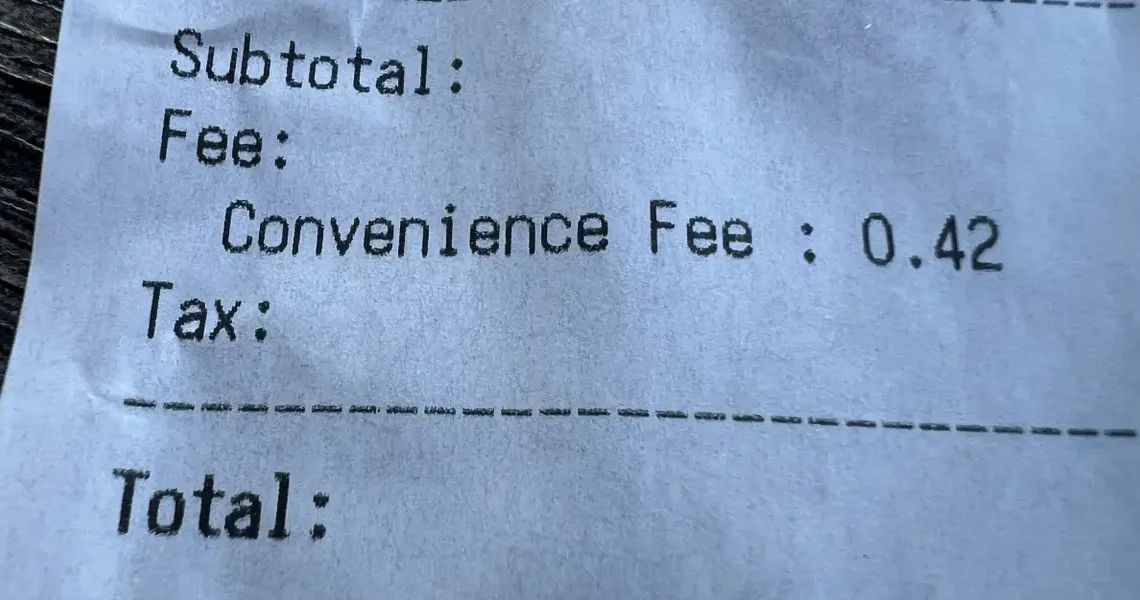 Subtotal:
Fee:
Convenience Fee : 0.42
Tax:
Total: